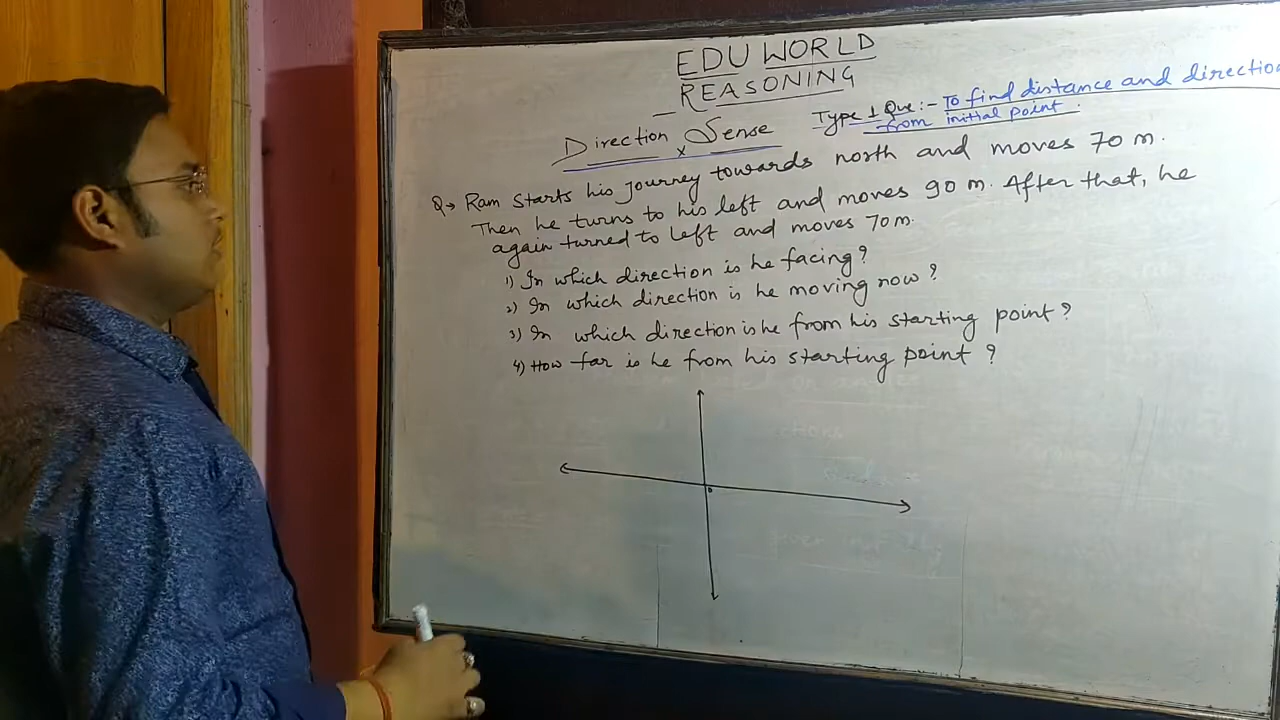 EDU WORLD
REASONING
Direction Sense
Type 1 Que:- To find distance and direction
from initial point.
Q→ Ram starts his journey towards north and moves 70 m.
Then he turns to his left and moves 90 m. After that, he
again turned to left and moves 70m.
1) In which direction is he facing?
2) In which direction is he moving now?
3) In which direction is he from his starting point?
4) How far is he from his starting point?